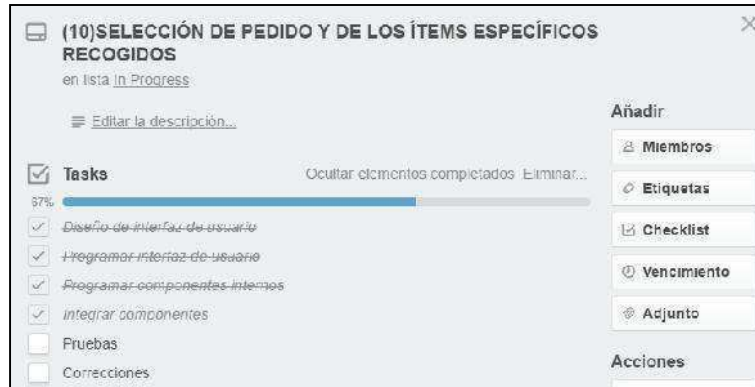 (10)SELECCIÓN DE PEDIDO Y DE LOS ÍTEMS ESPECÍFICOS
RECOGIDOS
en lista In Progress
Editar la descripción...
Tasks
Ocultar elementos completados Eliminar...
67%
Diseño de interfaz de usuario
Programar interfaz de usuario
Programar componentes internos
Integrar componentes
Pruebas
Correcciones
Añadir
Miembros
Etiquetas
Checklist
Vencimiento
Adjunto
Acciones